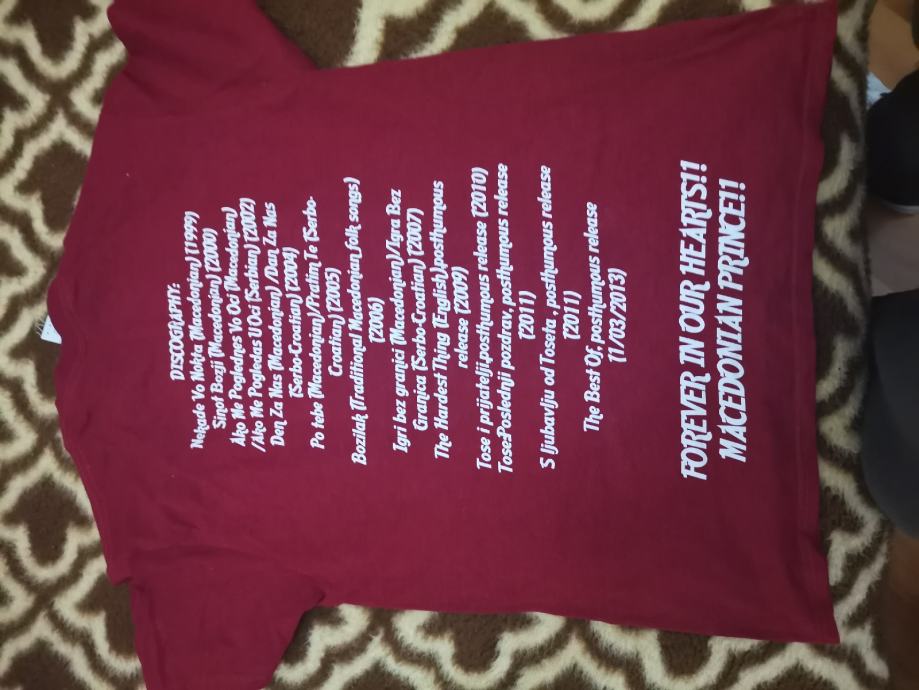 DISCOGRAPHY:
Nekade Vo Nokta (Macedonian) (1999)
Sinot Bozji (Macedonian) (2000)
Ako Ne Poglednes Vo Oci (Macedonian)
/Ako Ne Pogledas U Oci (Serbian) (2002)
Den Za Nas (Macedonian) /Dan Za Nas
(Serbo-Croatian) (2004)
Po tebe (Macedonian)/Pratim Te (Serbo-
Croatian) (2005)
Bozilak (Traditional Macedonian folk songs)
(2006)
Igri bez granici (Macedonian)/Igra Bez
Granica (Serbo-Croatian) (2007)
The Hardest Thing (English),posthumous
release (2009)
Tose i prijatelji,posthumous release (2010)
TosePoslednji pozdrav, posthumous release
(2011)
S ljubavlju od Toseta ,posthumous release
(2011)
The Best Of, posthumous release
(11/03/2013)
FOREVER IN OUR HEARTS!!
MACEDONIAN PRINCE!!